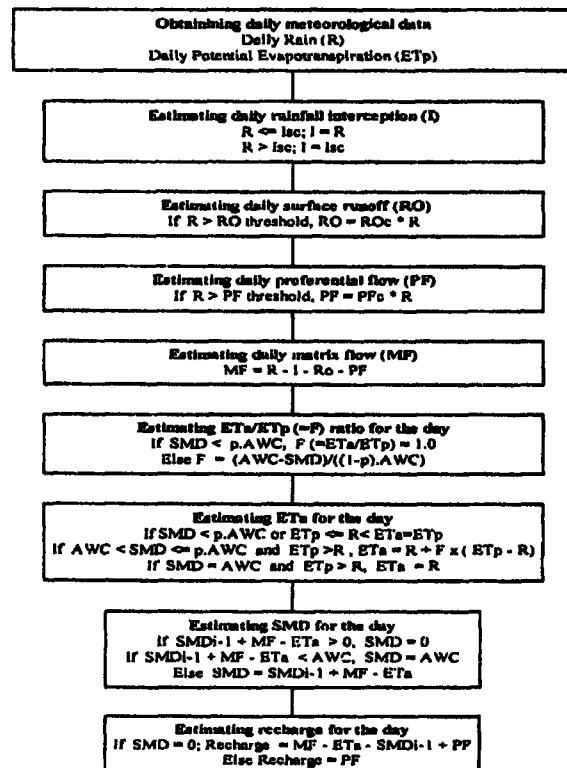 Obtainining daily meteorological data
Daily Rain (R)
Daily Potential Evapotranspiration (ETp)
Estimating daily rainfall interception (I)
R <= Isc; I = R
R > Isc; I = Isc
Estimating daily surface runoff (RO)
If R > RO threshold, RO = ROc * R
Estimating daily preferential flow (PF)
If R > PF threshold, PF = PFc * R
Estimating daily matrix flow (MF)
MF = R - I - Ro - PF
Estimating ETa/ETp (=F) ratio for the day
If SMD < p.AWC, F (=ETa/ETp) = 1.0
Else F = (AWC-SMD)/((1-p).AWC)
Estimating ETa for the day
If SMD < p.AWC or ETp <= R< ETa=ETp
If AWC < SMD <= p.AWC and ETp >R , ETa = R + F x ( ETp - R)
If SMD = AWC and ETp > R, ETa = R
Estimating SMD for the day
If SMDi-1 + MF - ETa > 0, SMD = 0
If SMDi-1 + MF - ETa < AWC, SMD = AWC
Else SMD = SMDi-1 + MF - ETa
Estimating recharge for the day
If SMD = 0; Recharge = MF - ETa - SMDi-1 + PF
Else Recharge = PF